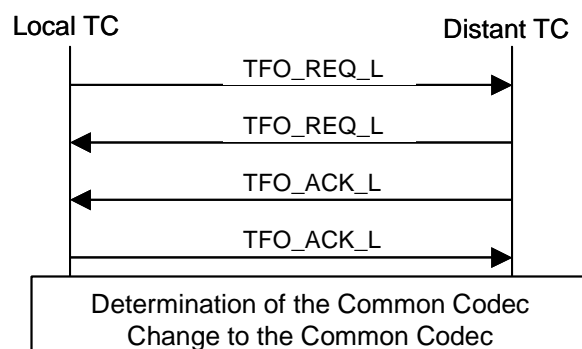 Local TC
Distant TC
TFO_REQ_L
TFO_REQ_L
TFO_ACK_L
TFO_ACK_L
Determination of the Common Codec
Change to the Common Codec